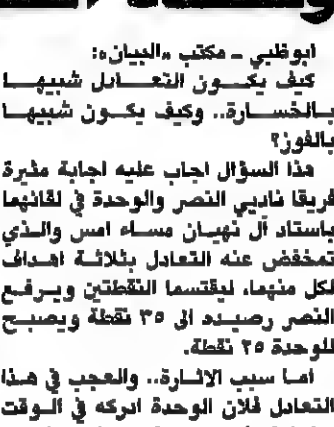 ابوظبي ـ مكتب «البيان»:
كيف يكون التعادل شبيها
بالخسارة.. وكيف يكون شبيها
بالفوز؟
هذا السؤال اجاب عليه اجابة مثيرة
فريقا ناديي النصر والوحدة في لقائهما
باستاد آل نهيان مساء امس والذي
تمخفض عنه التعادل بثلاثة اهداف
لكل منهما، ليقتسما النقطتين ويرفع
النصر رصيده الى ٣٥ نقطة ويصبح
للوحدة ٢٥ نقطة.
اما سبب الاثارة.. والعجب في هذا
التعادل فلان الوحدة ادركه في الوقت